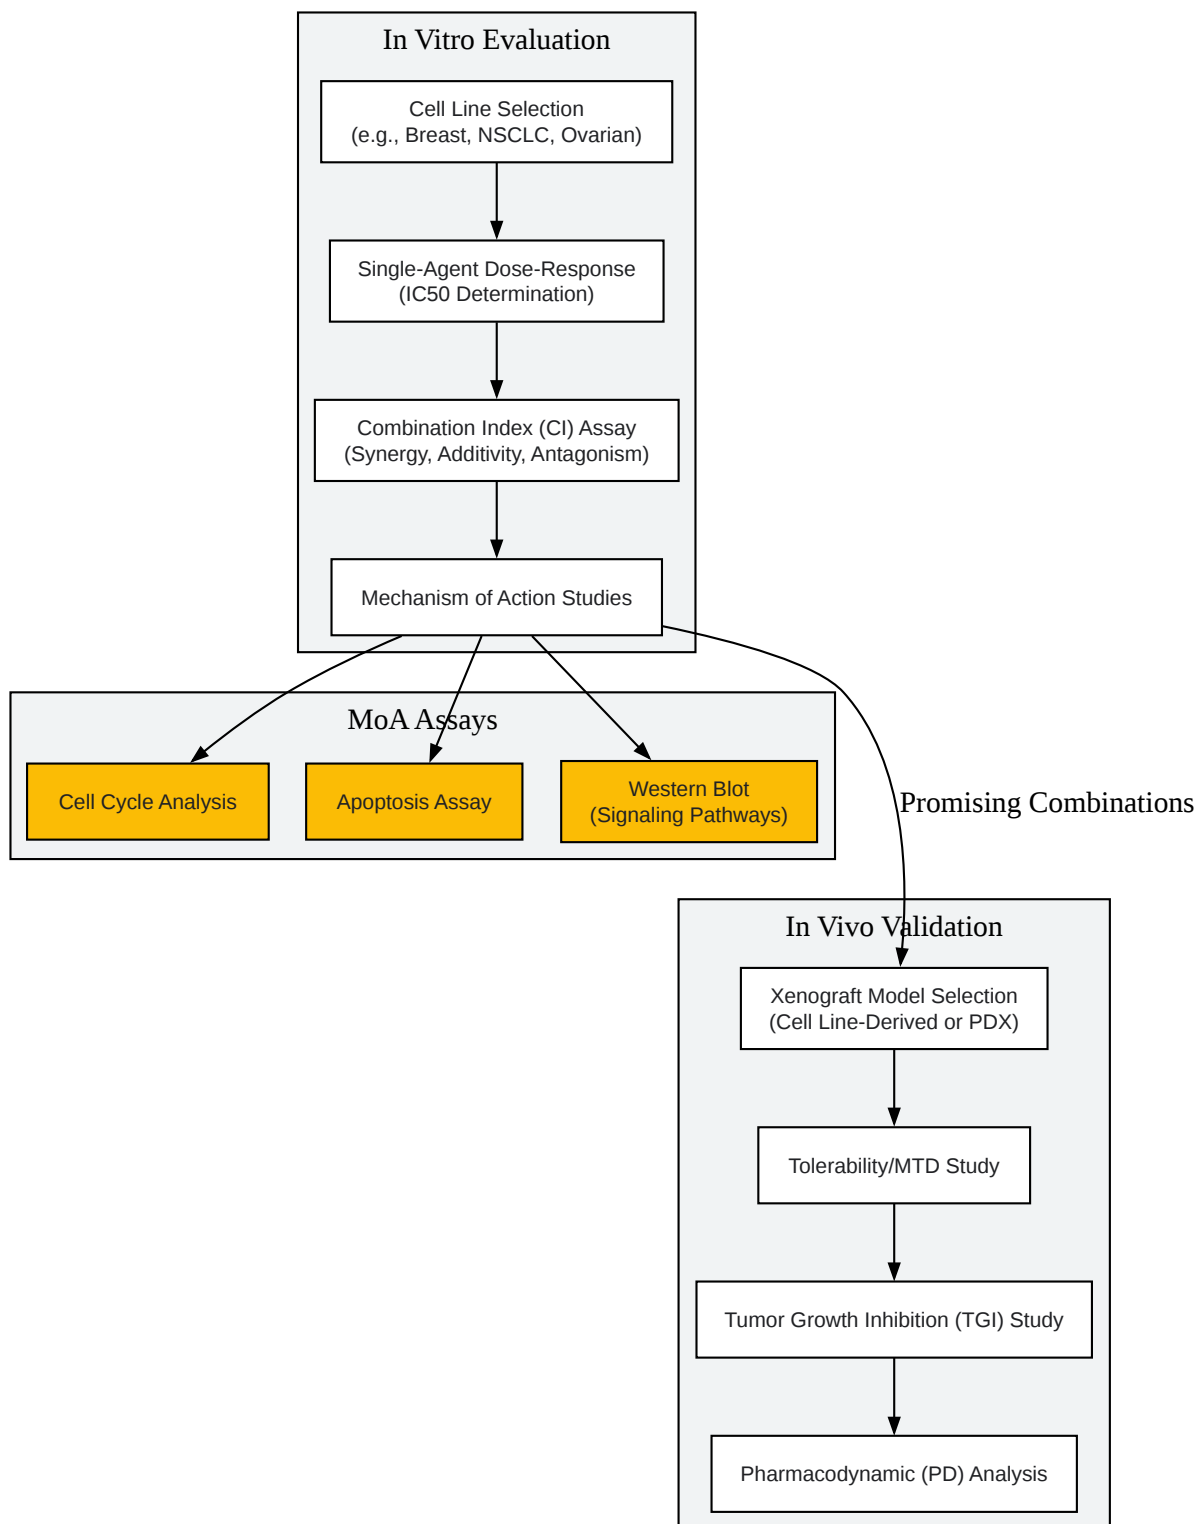 In Vitro Evaluation
Cell Line Selection
(e.g., Breast, NSCLC, Ovarian)
Single-Agent Dose-Response
(IC50 Determination)
Combination Index (CI) Assay
(Synergy, Additivity, Antagonism)
Mechanism of Action Studies
MoA Assays
Cell Cycle Analysis
Apoptosis Assay
Western Blot
(Signaling Pathways)
Promising Combinations
In Vivo Validation
Xenograft Model Selection
(Cell Line-Derived or PDX)
Tolerability/MTD Study
Tumor Growth Inhibition (TGI) Study
Pharmacodynamic (PD) Analysis